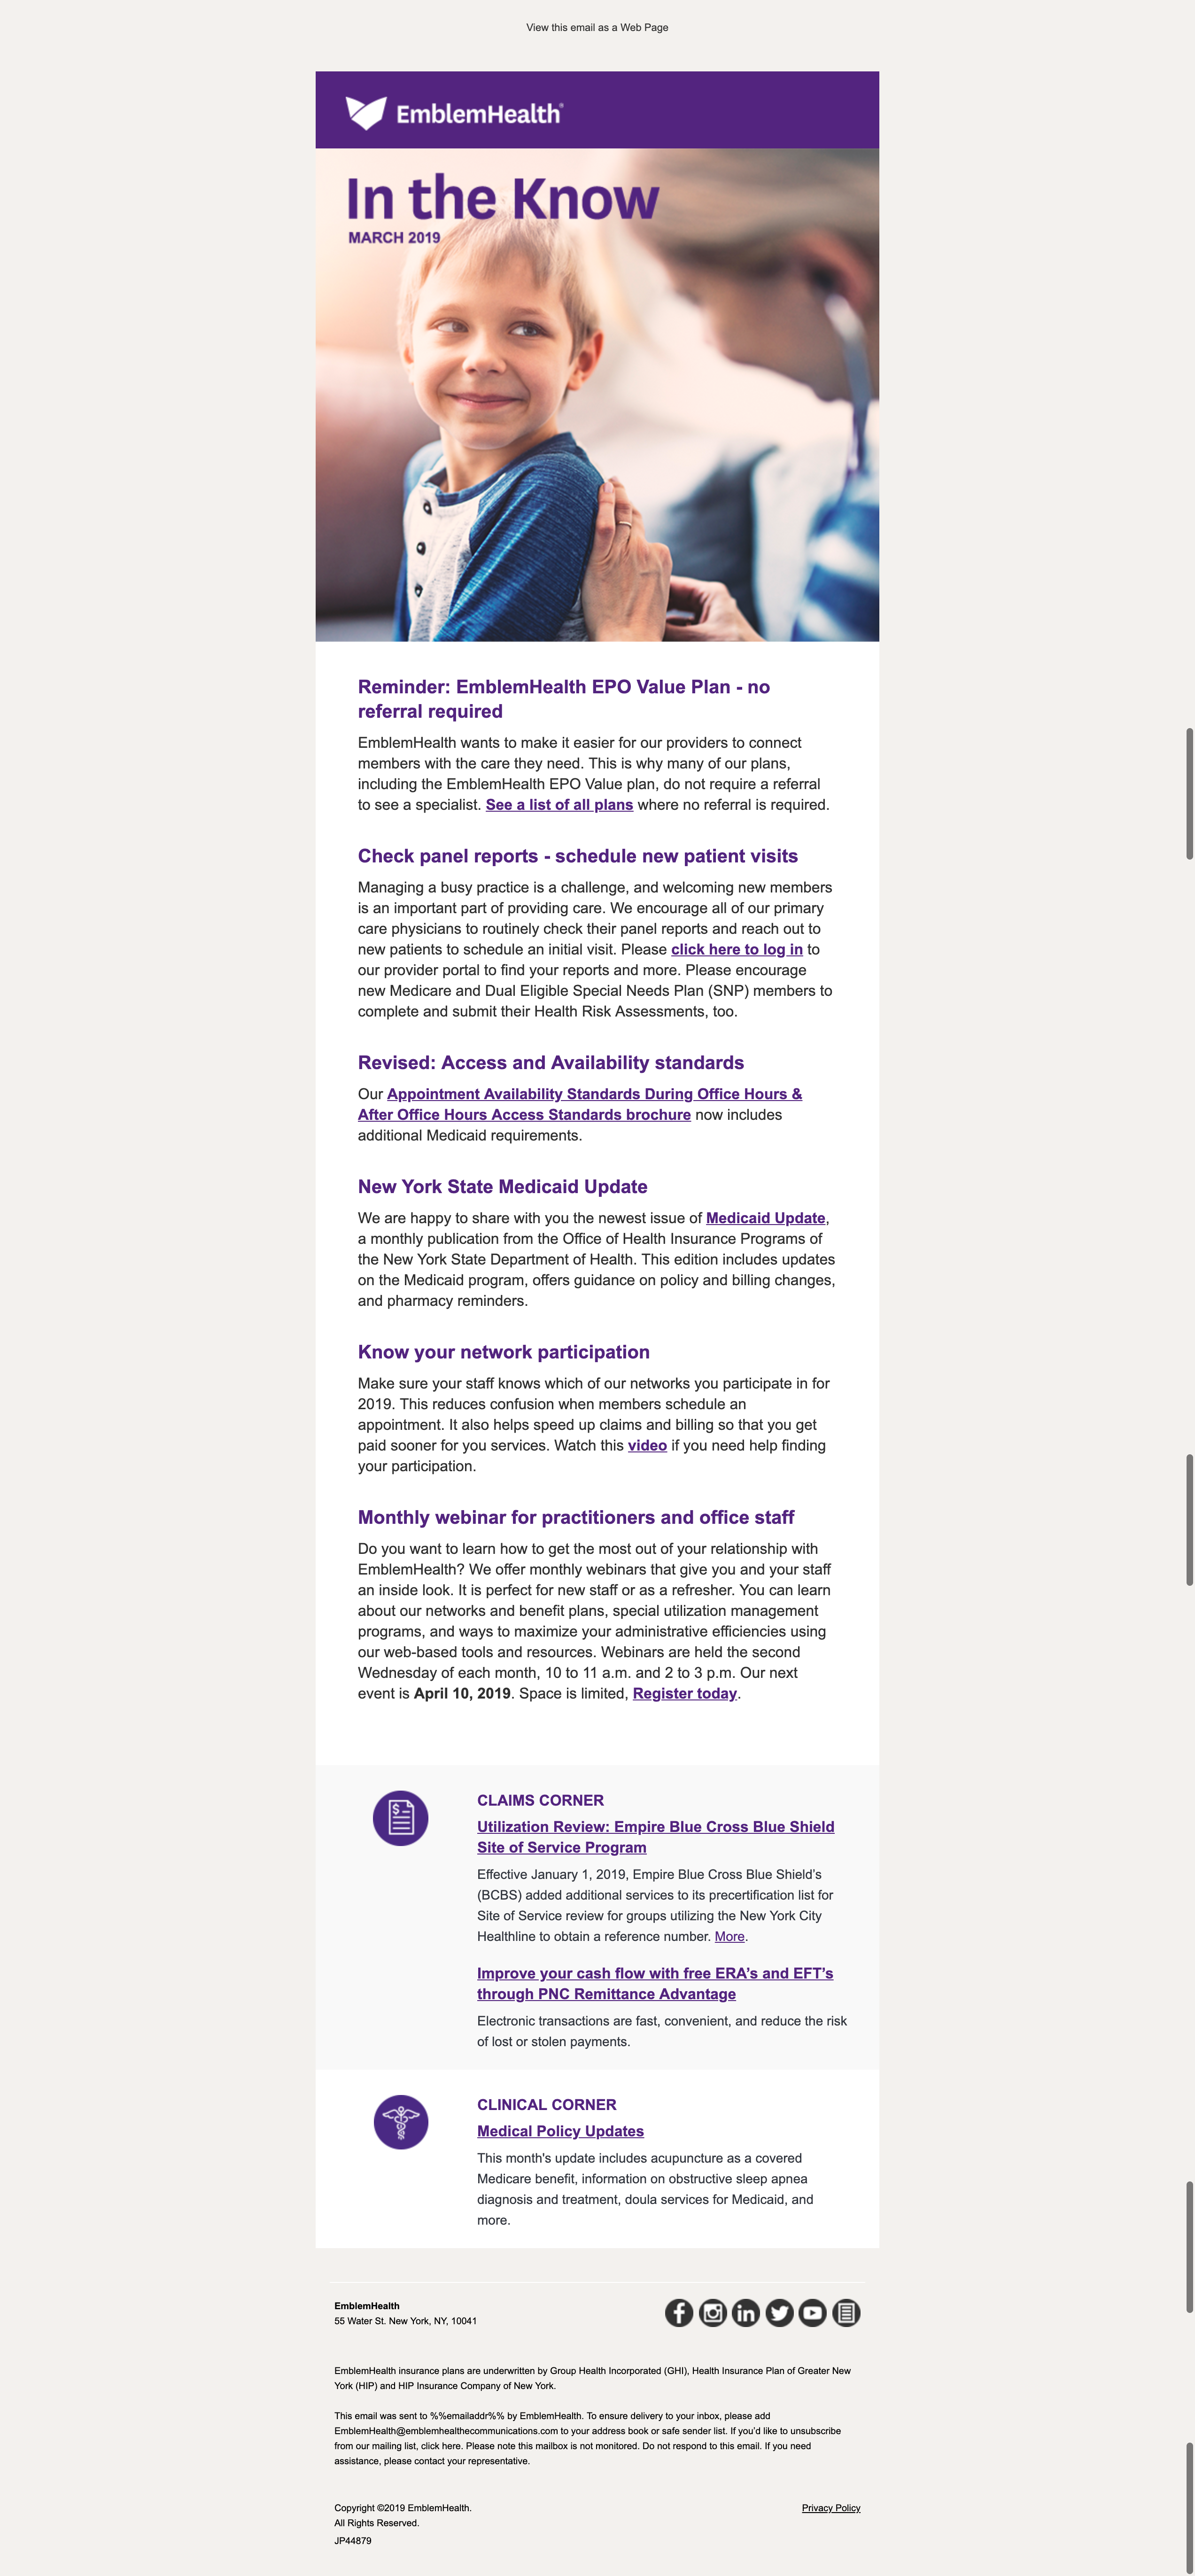 View this email as a Web Page
EmblemHealth®
In the Know
MARCH 2019
Reminder: EmblemHealth EPO Value Plan - no
referral required
EmblemHealth wants to make it easier for our providers to connect
members with the care they need. This is why many of our plans,
including the EmblemHealth EPO Value plan, do not require a referral
to see a specialist. See a list of all plans where no referral is required.
Check panel reports - schedule new patient visits
Managing a busy practice is a challenge, and welcoming new members
is an important part of providing care. We encourage all of our primary
care physicians to routinely check their panel reports and reach out to
new patients to schedule an initial visit. Please click here to log in to
our provider portal to find your reports and more. Please encourage
new Medicare and Dual Eligible Special Needs Plan (SNP) members to
complete and submit their Health Risk Assessments, too.
Revised: Access and Availability standards
Our Appointment Availability Standards During Office Hours &
After Office Hours Access Standards brochure now includes
additional Medicaid requirements.
New York State Medicaid Update
We are happy to share with you the newest issue of Medicaid Update,
a monthly publication from the Office of Health Insurance Programs of
the New York State Department of Health. This edition includes updates
on the Medicaid program, offers guidance on policy and billing changes,
and pharmacy reminders.
Know your network participation
Make sure your staff knows which of our networks you participate in for
2019. This reduces confusion when members schedule an
appointment. It also helps speed up claims and billing so that you get
paid sooner for you services. Watch this video if you need help finding
your participation.
Monthly webinar for practitioners and office staff
Do you want to learn how to get the most out of your relationship with
EmblemHealth? We offer monthly webinars that give you and your staff
an inside look. It is perfect for new staff or as a refresher. You can learn
about our networks and benefit plans, special utilization management
programs, and ways to maximize your administrative efficiencies using
our web-based tools and resources. Webinars are held the second
Wednesday of each month, 10 to 11 a.m. and 2 to 3 p.m. Our next
event is April 10, 2019. Space is limited, Register today.
CLAIMS CORNER
Utilization Review: Empire Blue Cross Blue Shield
Site of Service Program
Effective January 1, 2019, Empire Blue Cross Blue Shield’s
(BCBS) added additional services to its precertification list for
Site of Service review for groups utilizing the New York City
Healthline to obtain a reference number. More.
Improve your cash flow with free ERA’s and EFT’s
through PNC Remittance Advantage
Electronic transactions are fast, convenient, and reduce the risk
of lost or stolen payments.
CLINICAL CORNER
Medical Policy Updates
This month's update includes acupuncture as a covered
Medicare benefit, information on obstructive sleep apnea
diagnosis and treatment, doula services for Medicaid, and
more.
EmblemHealth
55 Water St. New York, NY, 10041
EmblemHealth insurance plans are underwritten by Group Health Incorporated (GHI), Health Insurance Plan of Greater New
York (HIP) and HIP Insurance Company of New York.
This email was sent to %%emailaddr%% by EmblemHealth. To ensure delivery to your inbox, please add
EmblemHealth@emblemhealthecommunications.com to your address book or safe sender list. If you’d like to unsubscribe
from our mailing list, click here. Please note this mailbox is not monitored. Do not respond to this email. If you need
assistance, please contact your representative.
Copyright ©2019 EmblemHealth.
Privacy Policy
All Rights Reserved.
JP44879